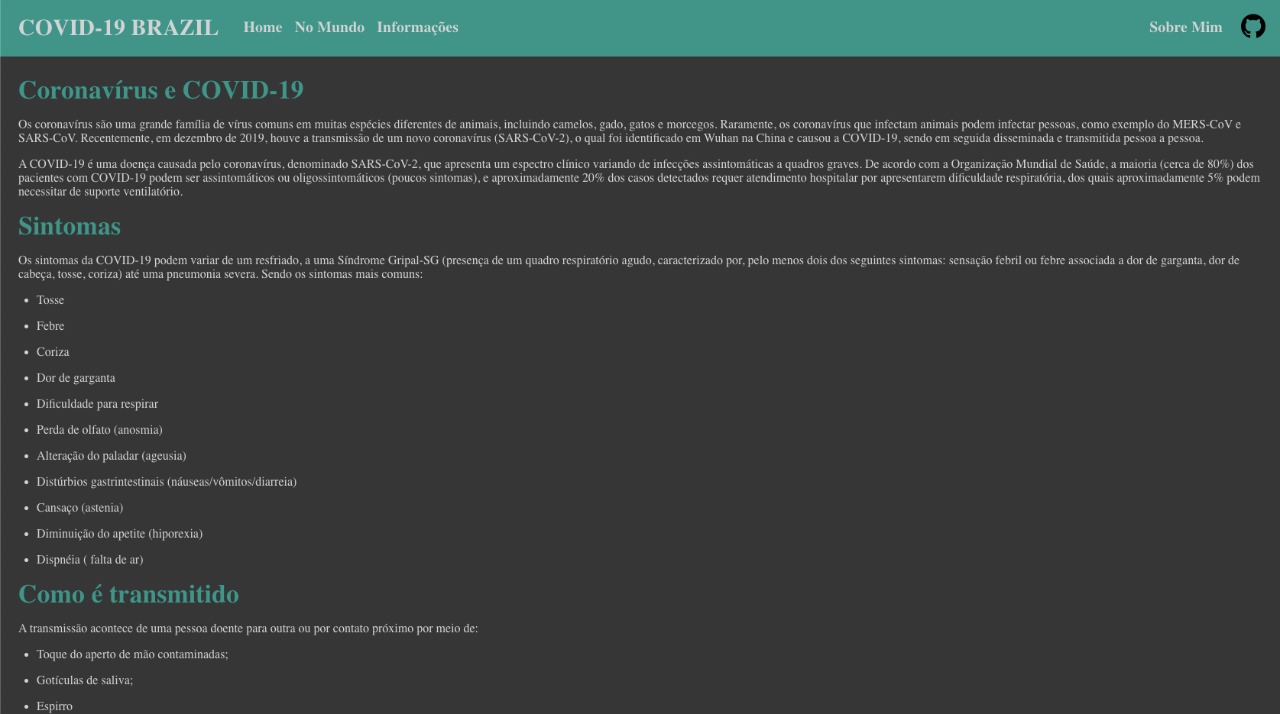 COVID-19 BRAZIL Home No Mundo Informações Sobre Mim
Coronavírus e COVID-19
Os coronavírus são uma grande família de vírus comuns em muitas espécies diferentes de animais, incluindo camelos, gado, gatos e morcegos. Raramente, os coronavírus que infectam animais podem infectar pessoas, como exemplo do MERS-CoV e
SARS-CoV. Recentemente, em dezembro de 2019, houve a transmissão de um novo coronavírus (SARS-CoV-2), o qual foi identificado em Wuhan na China e causou a COVID-19, sendo em seguida disseminada e transmitida pessoa a pessoa.
A COVID-19 é uma doença causada pelo coronavírus, denominado SARS-CoV-2, que apresenta um espectro clínico variando de infecções assintomáticas a quadros graves. De acordo com a Organização Mundial de Saúde, a maioria (cerca de 80%) dos
pacientes com COVID-19 podem ser assintomáticos ou oligossintomáticos (poucos sintomas), e aproximadamente 20% dos casos detectados requer atendimento hospitalar por apresentarem dificuldade respiratória, dos quais aproximadamente 5% podem
necessitar de suporte ventilatório.
Sintomas
Os sintomas da COVID-19 podem variar de um resfriado, a uma Síndrome Gripal-SG (presença de um quadro respiratório agudo, caracterizado por, pelo menos dois dos seguintes sintomas: sensação febril ou febre associada a dor de garganta, dor de
cabeça, tosse, coriza) até uma pneumonia severa. Sendo os sintomas mais comuns:
• Tosse
• Febre
• Coriza
• Dor de garganta
• Dificuldade para respirar
• Perda de olfato (anosmia)
• Alteração do paladar (ageusia)
• Distúrbios gastrintestinais (náuseas/vômitos/diarreia)
• Cansaço (astenia)
• Diminuição do apetite (hiporexia)
• Dispnéia ( falta de ar)
Como é transmitido
A transmissão acontece de uma pessoa doente para outra ou por contato próximo por meio de:
• Toque do aperto de mão contaminadas;
• Gotículas de saliva;
• Espirro